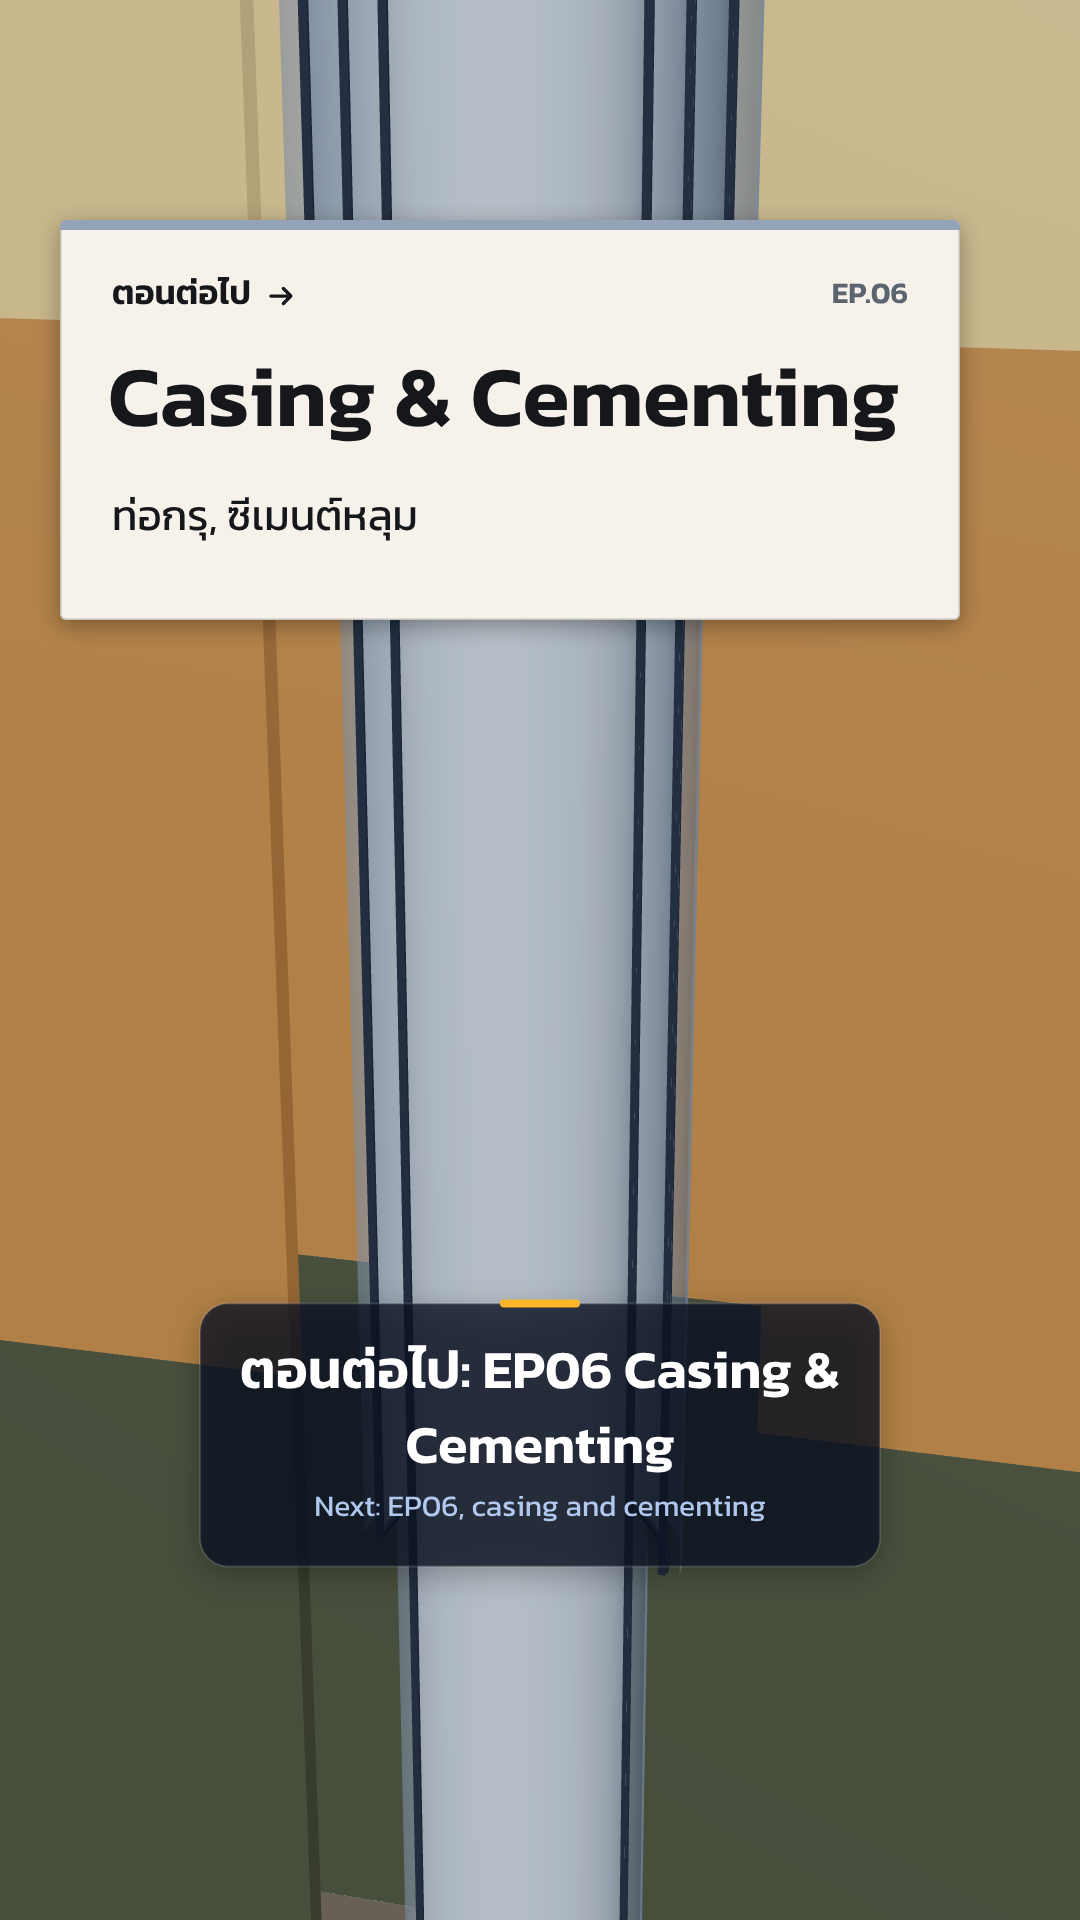 ตอนต่อไป →
EP.06
Casing & Cementing
ท่อกรุ, ซีเมนต์หลุม
ตอนต่อไป: EP06 Casing &
Cementing
Next: EP06, casing and cementing